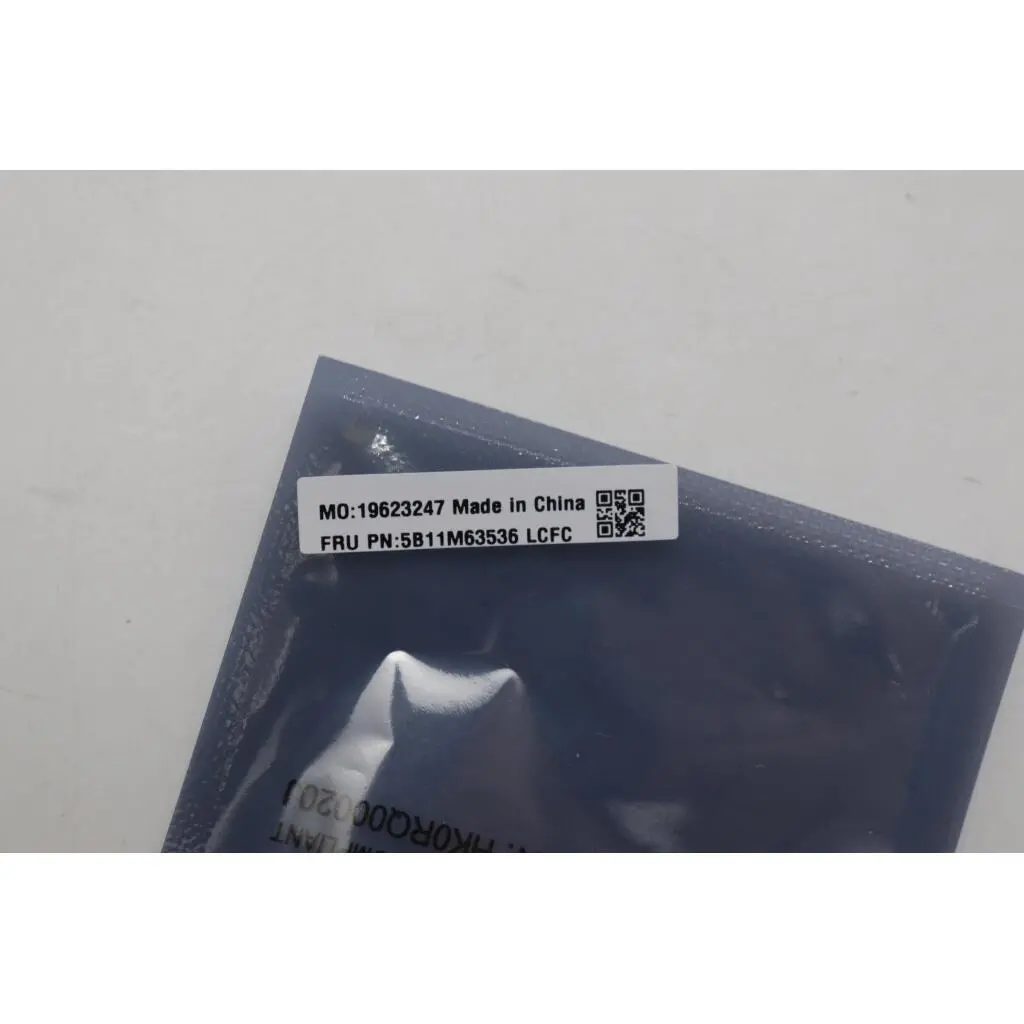 MO:19623247 Made in China
FRU PN:5B11M63536 LCFC